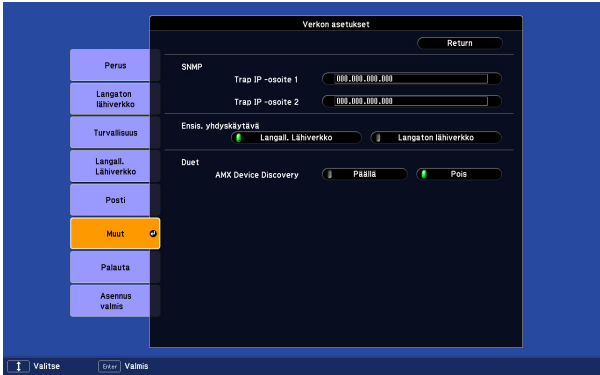 Verkon asetukset
Return
Perus
Langaton
lähiverkko
Turvallisuus
Langall.
Lähiverkko
Posti
Muut
Palauta
Asennus
valmis
SNMP
Trap IP -osoite 1 000.000.000.000
Trap IP -osoite 2 000.000.000.000
Ensis. yhdyskäytävä
Langall. Lähiverkko Langaton lähiverkko
Duet
AMX Device Discovery Päällä Pois
Valitse Enter Valmis